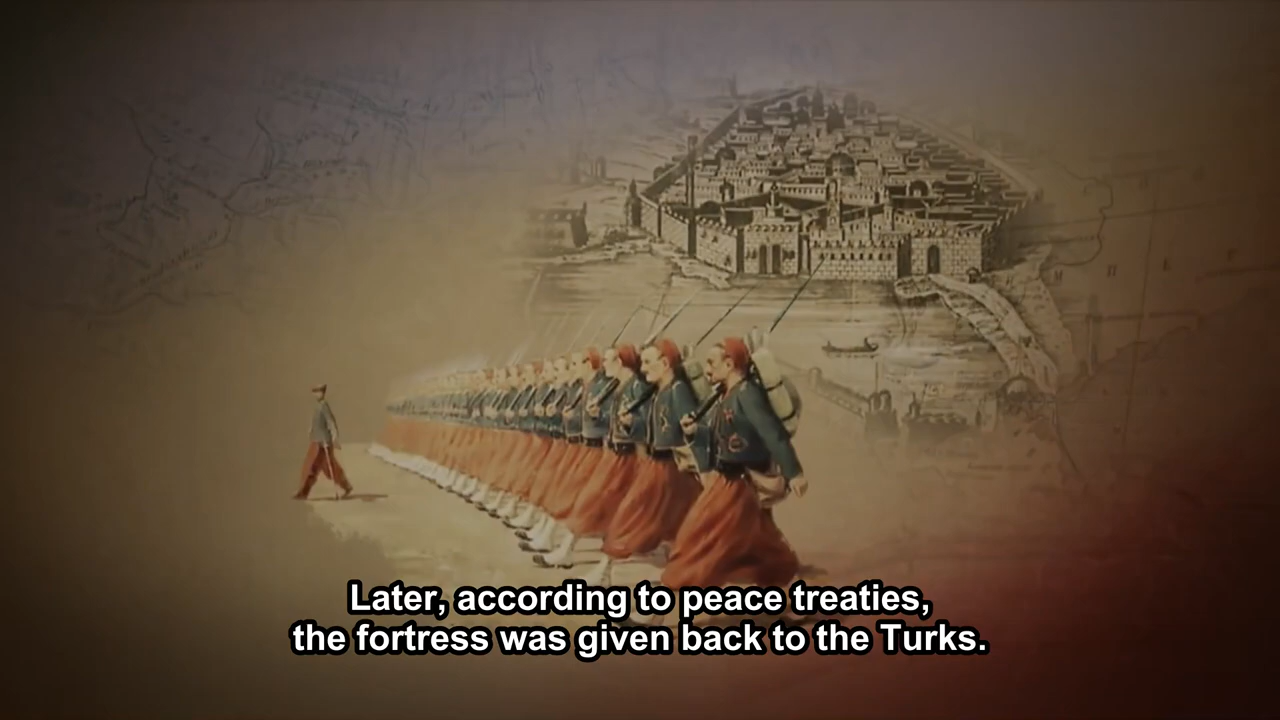 Later, according to peace treaties,
the fortress was given back to the Turks.